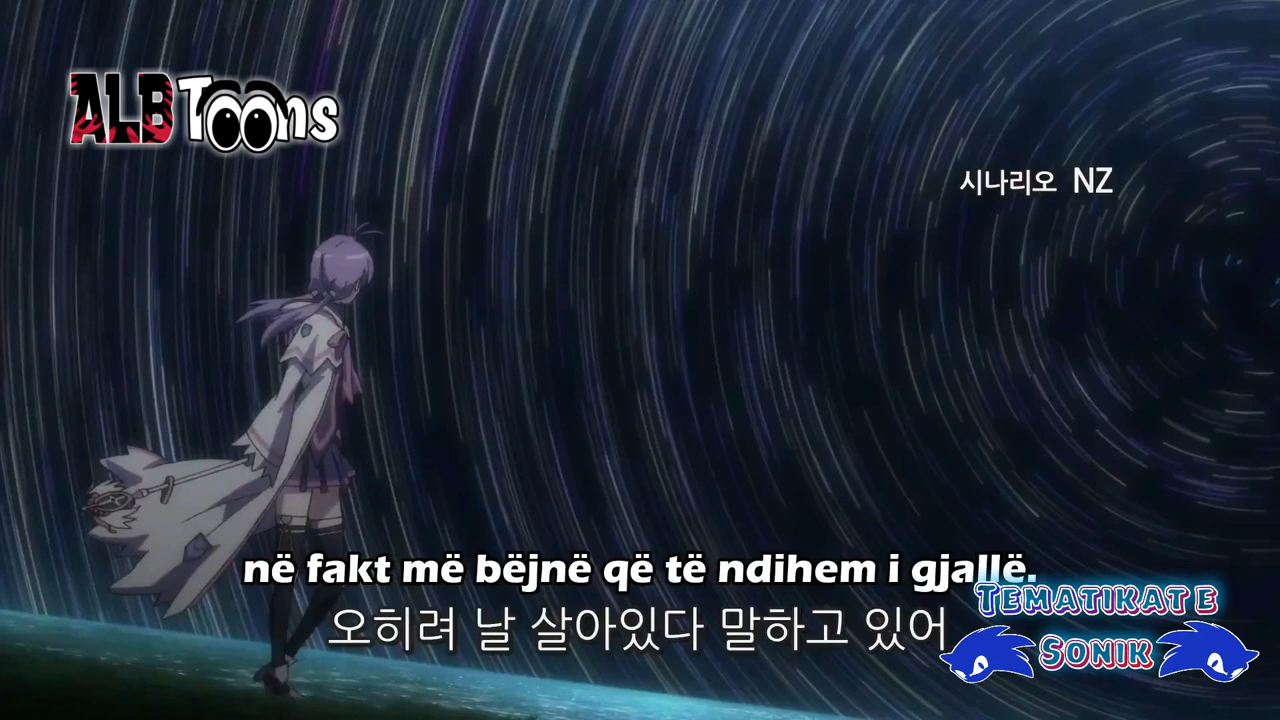 ALBToons
시나리오 NZ
në fakt më bëjnë që të ndihem i gjallë.
오히려 날 살아있다 말하고 있어
TEMATIKAT E
SONIK